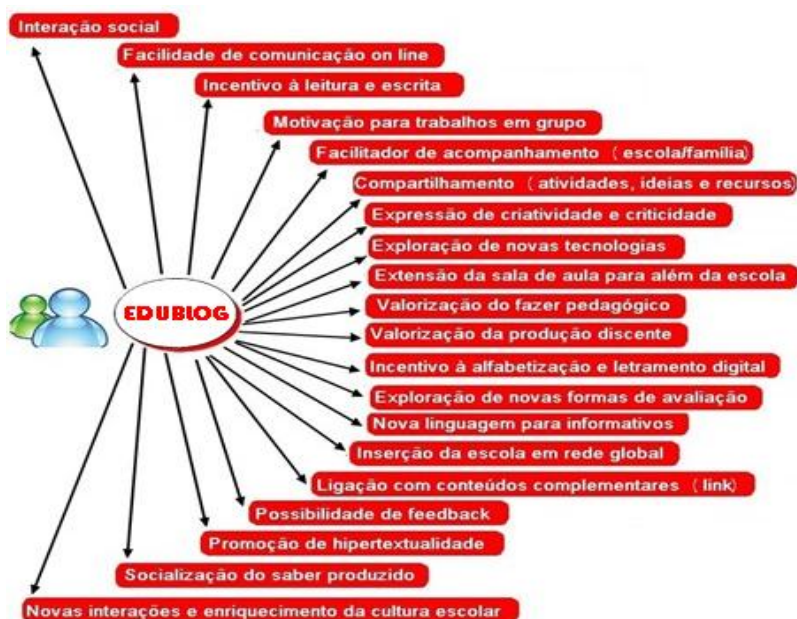 Interação social
Facilidade de comunicação on line
Incentivo à leitura e escrita
Motivação para trabalhos em grupo
Facilitador de acompanhamento ( escola/família)
Compartilhamento ( atividades, ideias e recursos)
Expressão de criatividade e criticidade
Exploração de novas tecnologias
Extensão da sala de aula para além da escola
EDUBLOG
Valorização do fazer pedagógico
Valorização da produção discente
Incentivo à alfabetização e letramento digital
Exploração de novas formas de avaliação
Nova linguagem para informativos
Inserção da escola em rede global
Ligação com conteúdos complementares ( link)
Possibilidade de feedback
Promoção de hipertextualidade
Socialização do saber produzido
Novas interações e enriquecimento da cultura escolar